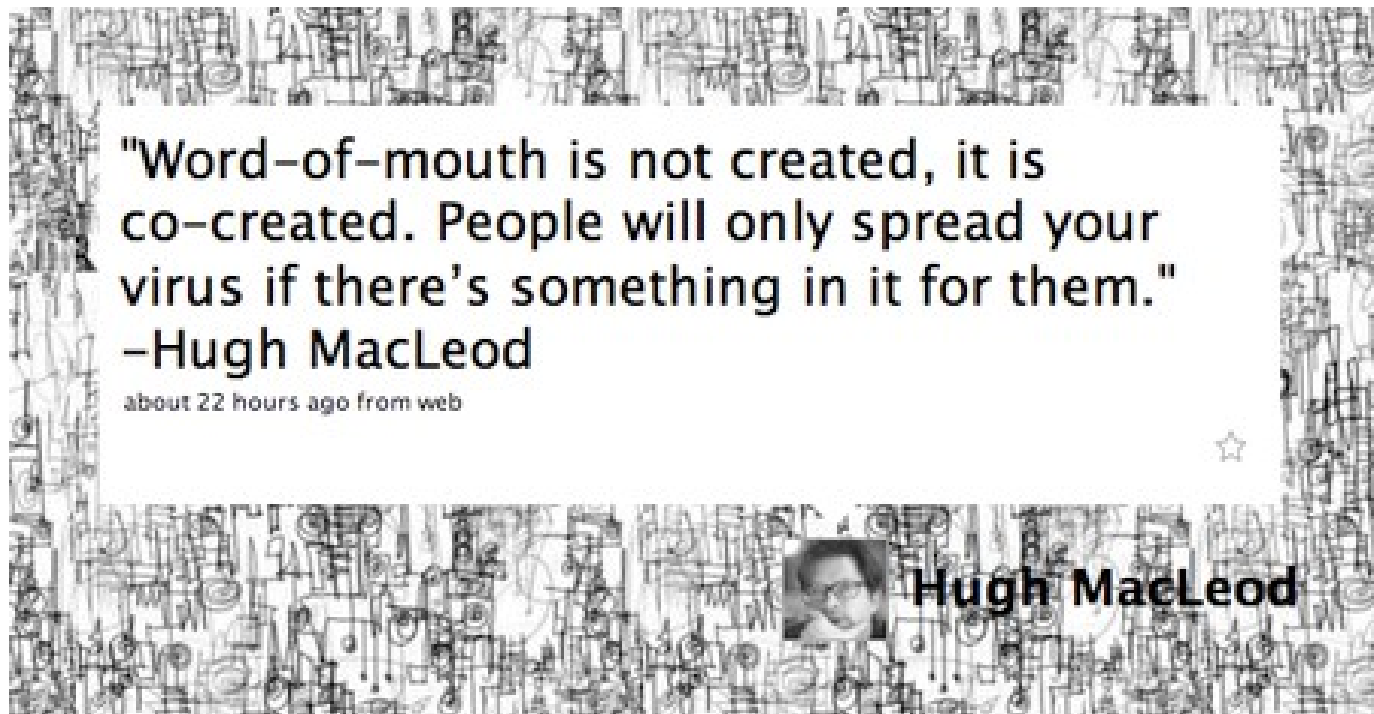 "Word-of-mouth is not created, it is
co-created. People will only spread your
virus if there's something in it for them."
-Hugh MacLeod
about 22 hours ago from web
Hugh MacLeod